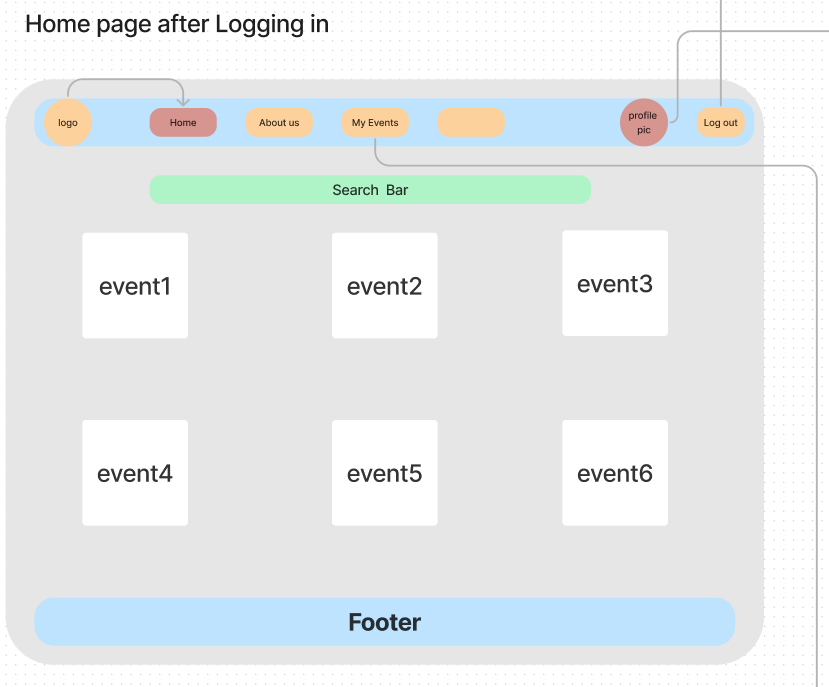 Home page after Logging in
logo
Home
About us
My Events
profile
pic
Log out
Search Bar
event1
event2
event3
event4
event5
event6
Footer